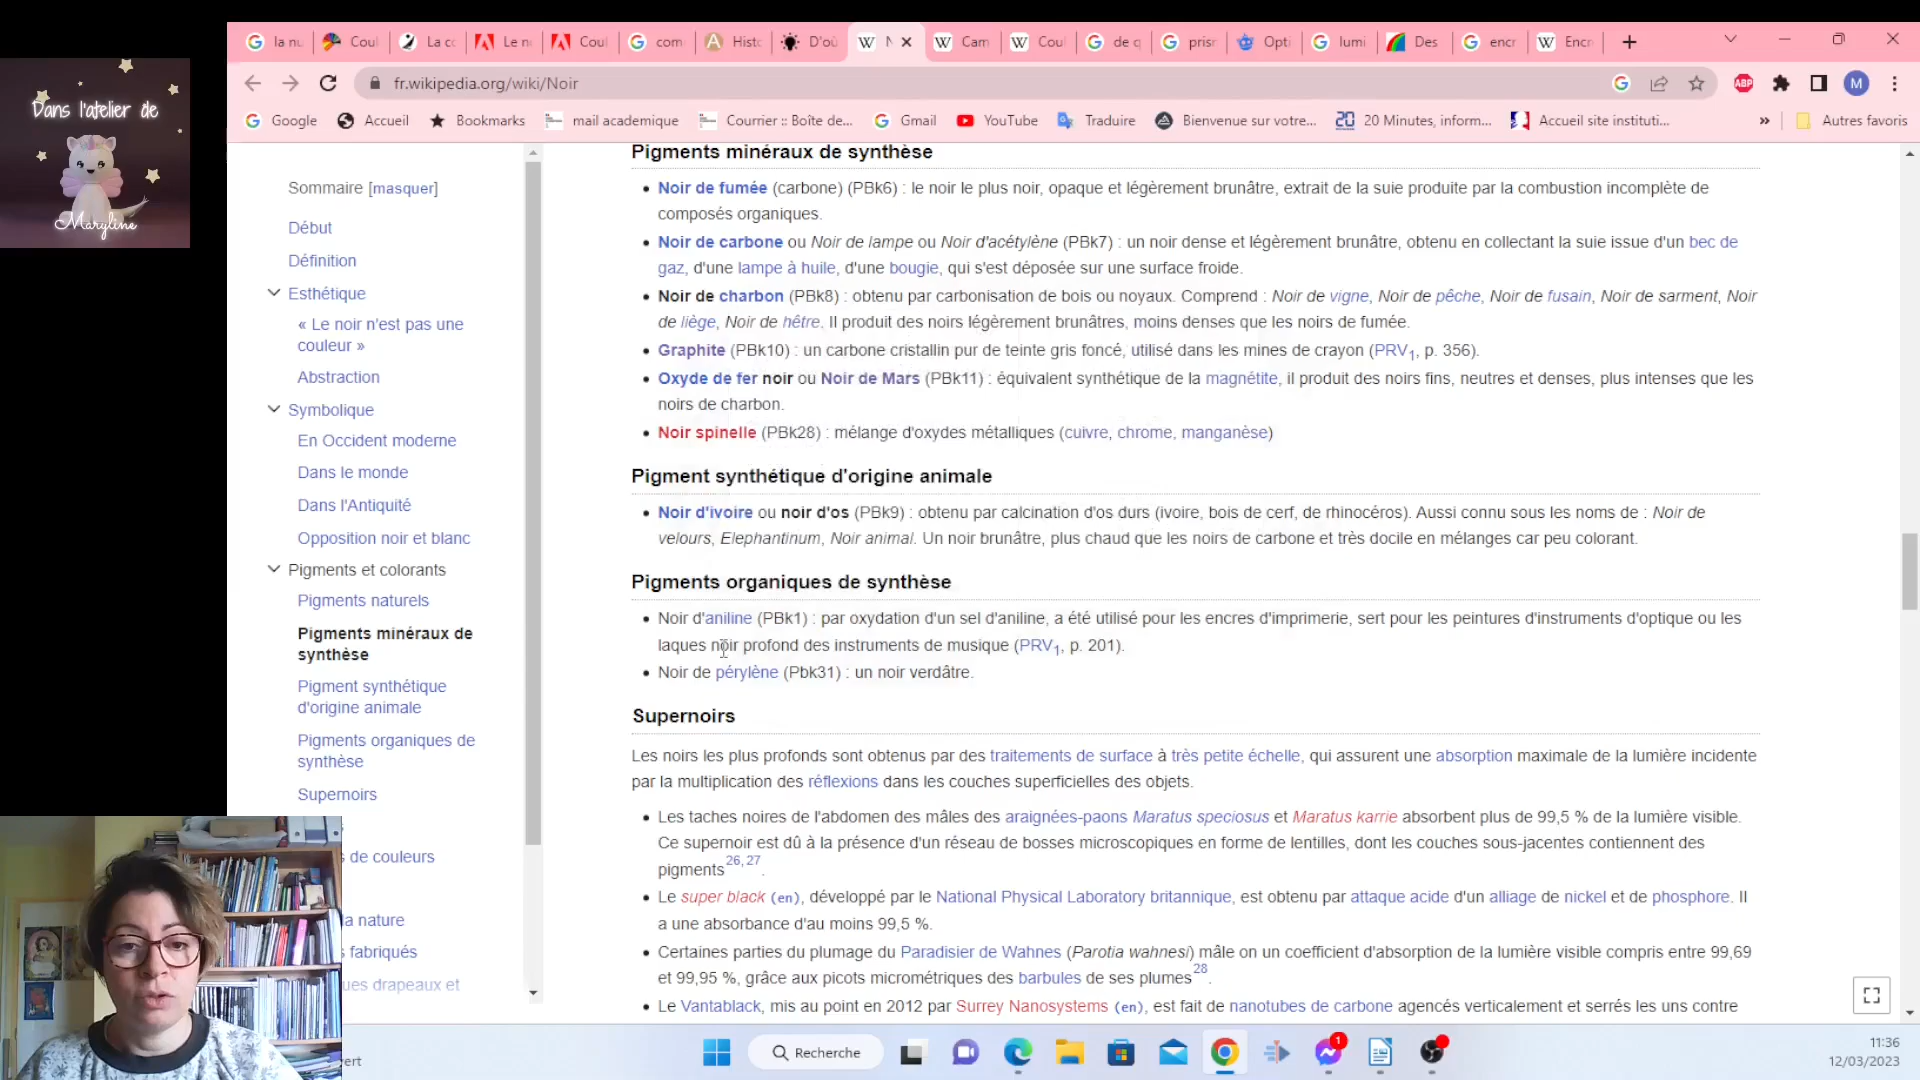 la nu
Coul
La co
Le n
Coul
com
Histo
D'où
N
Cam
Coul
de q
prism
Opti
lumi
Des
encr
Encr
fr.wikipedia.org/wiki/Noir
ABP
M
Google
Accueil
Bookmarks
mail académique
Courrier :: Boîte de...
Gmail
YouTube
Traduire
Bienvenue sur votre...
20 Minutes, inform...
Accueil site instituti...
»
Autres favoris
Dans l'atelier de
Maryline
Sommaire [masquer]
Début
Définition
Esthétique
« Le noir n'est pas une
couleur »
Abstraction
Symbolique
En Occident moderne
Dans le monde
Dans l'Antiquité
Opposition noir et blanc
Pigments et colorants
Pigments naturels
Pigments minéraux de
synthèse
Pigment synthétique
d'origine animale
Pigments organiques de
synthèse
Supernoirs
de couleurs
la nature
fabriqués
ues drapeaux et
Pigments minéraux de synthèse
• Noir de fumée (carbone) (PBk6) : le noir le plus noir, opaque et légèrement brunâtre, extrait de la suie produite par la combustion incomplète de
composés organiques.
• Noir de carbone ou Noir de lampe ou Noir d'acétylène (PBk7) : un noir dense et légèrement brunâtre, obtenu en collectant la suie issue d'un bec de
gaz, d'une lampe à huile, d'une bougie, qui s'est déposée sur une surface froide.
• Noir de charbon (PBk8) : obtenu par carbonisation de bois ou noyaux. Comprend : Noir de vigne, Noir de pêche, Noir de fusain, Noir de sarment, Noir
de liège, Noir de hêtre. Il produit des noirs légèrement brunâtres, moins denses que les noirs de fumée.
• Graphite (PBk10) : un carbone cristallin pur de teinte gris foncé, utilisé dans les mines de crayon (PRV1, p. 356).
• Oxyde de fer noir ou Noir de Mars (PBk11) : équivalent synthétique de la magnétite, il produit des noirs fins, neutres et denses, plus intenses que les
noirs de charbon.
• Noir spinelle (PBk28) : mélange d'oxydes métalliques (cuivre, chrome, manganèse)
Pigment synthétique d'origine animale
• Noir d'ivoire ou noir d'os (PBk9) : obtenu par calcination d'os durs (ivoire, bois de cerf, de rhinocéros). Aussi connu sous les noms de : Noir de
velours, Elephantinum, Noir animal. Un noir brunâtre, plus chaud que les noirs de carbone et très docile en mélanges car peu colorant.
Pigments organiques de synthèse
• Noir d'aniline (PBk1) : par oxydation d'un sel d'aniline, a été utilisé pour les encres d'imprimerie, sert pour les peintures d'instruments d'optique ou les
laques noir profond des instruments de musique (PRV1, p. 201).
• Noir de pérylène (Pbk31) : un noir verdâtre.
Supernoirs
Les noirs les plus profonds sont obtenus par des traitements de surface à très petite échelle, qui assurent une absorption maximale de la lumière incidente
par la multiplication des réflexions dans les couches superficielles des objets.
• Les taches noires de l'abdomen des mâles des araignées-paons Maratus speciosus et Maratus karrie absorbent plus de 99,5 % de la lumière visible.
Ce supernoir est dû à la présence d'un réseau de bosses microscopiques en forme de lentilles, dont les couches sous-jacentes contiennent des
pigments26, 27.
• Le super black (en), développé par le National Physical Laboratory britannique, est obtenu par attaque acide d'un alliage de nickel et de phosphore. Il
a une absorbance d'au moins 99,5 %.
• Certaines parties du plumage du Paradisier de Wahnes (Parotia wahnesi) mâle on un coefficient d'absorption de la lumière visible compris entre 99,69
et 99,95 %, grâce aux picots micrométriques des barbules de ses plumes28.
• Le Vantablack, mis au point en 2012 par Surrey Nanosystems (en), est fait de nanotubes de carbone agencés verticalement et serrés les uns contre
ert
Recherche
1
11:36
12/03/2023